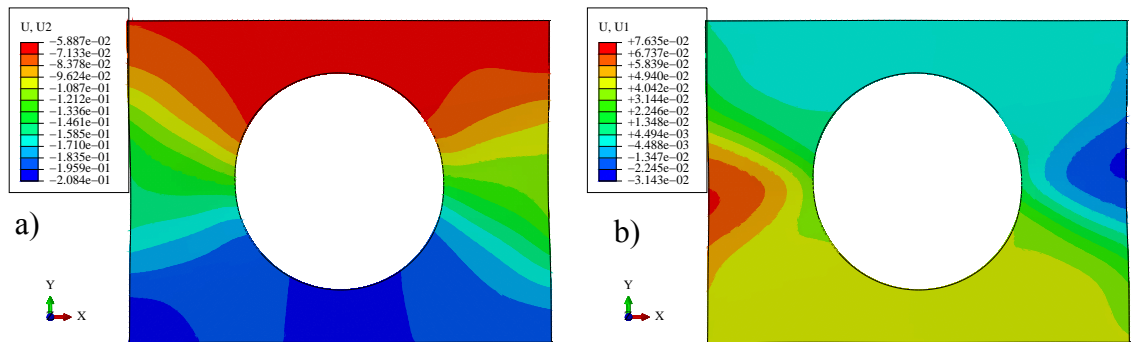 U, U2
−5.887e−02
−7.133e−02
−8.378e−02
−9.624e−02
−1.087e−01
−1.212e−01
−1.336e−01
−1.461e−01
−1.585e−01
−1.710e−01
−1.835e−01
−1.959e−01
−2.084e−01
a)
Y
X
U, U1
+7.635e−02
+6.737e−02
+5.839e−02
+4.940e−02
+4.042e−02
+3.144e−02
+2.246e−02
+1.348e−02
+4.494e−03
−4.488e−03
−1.347e−02
−2.245e−02
−3.143e−02
b)
Y
X